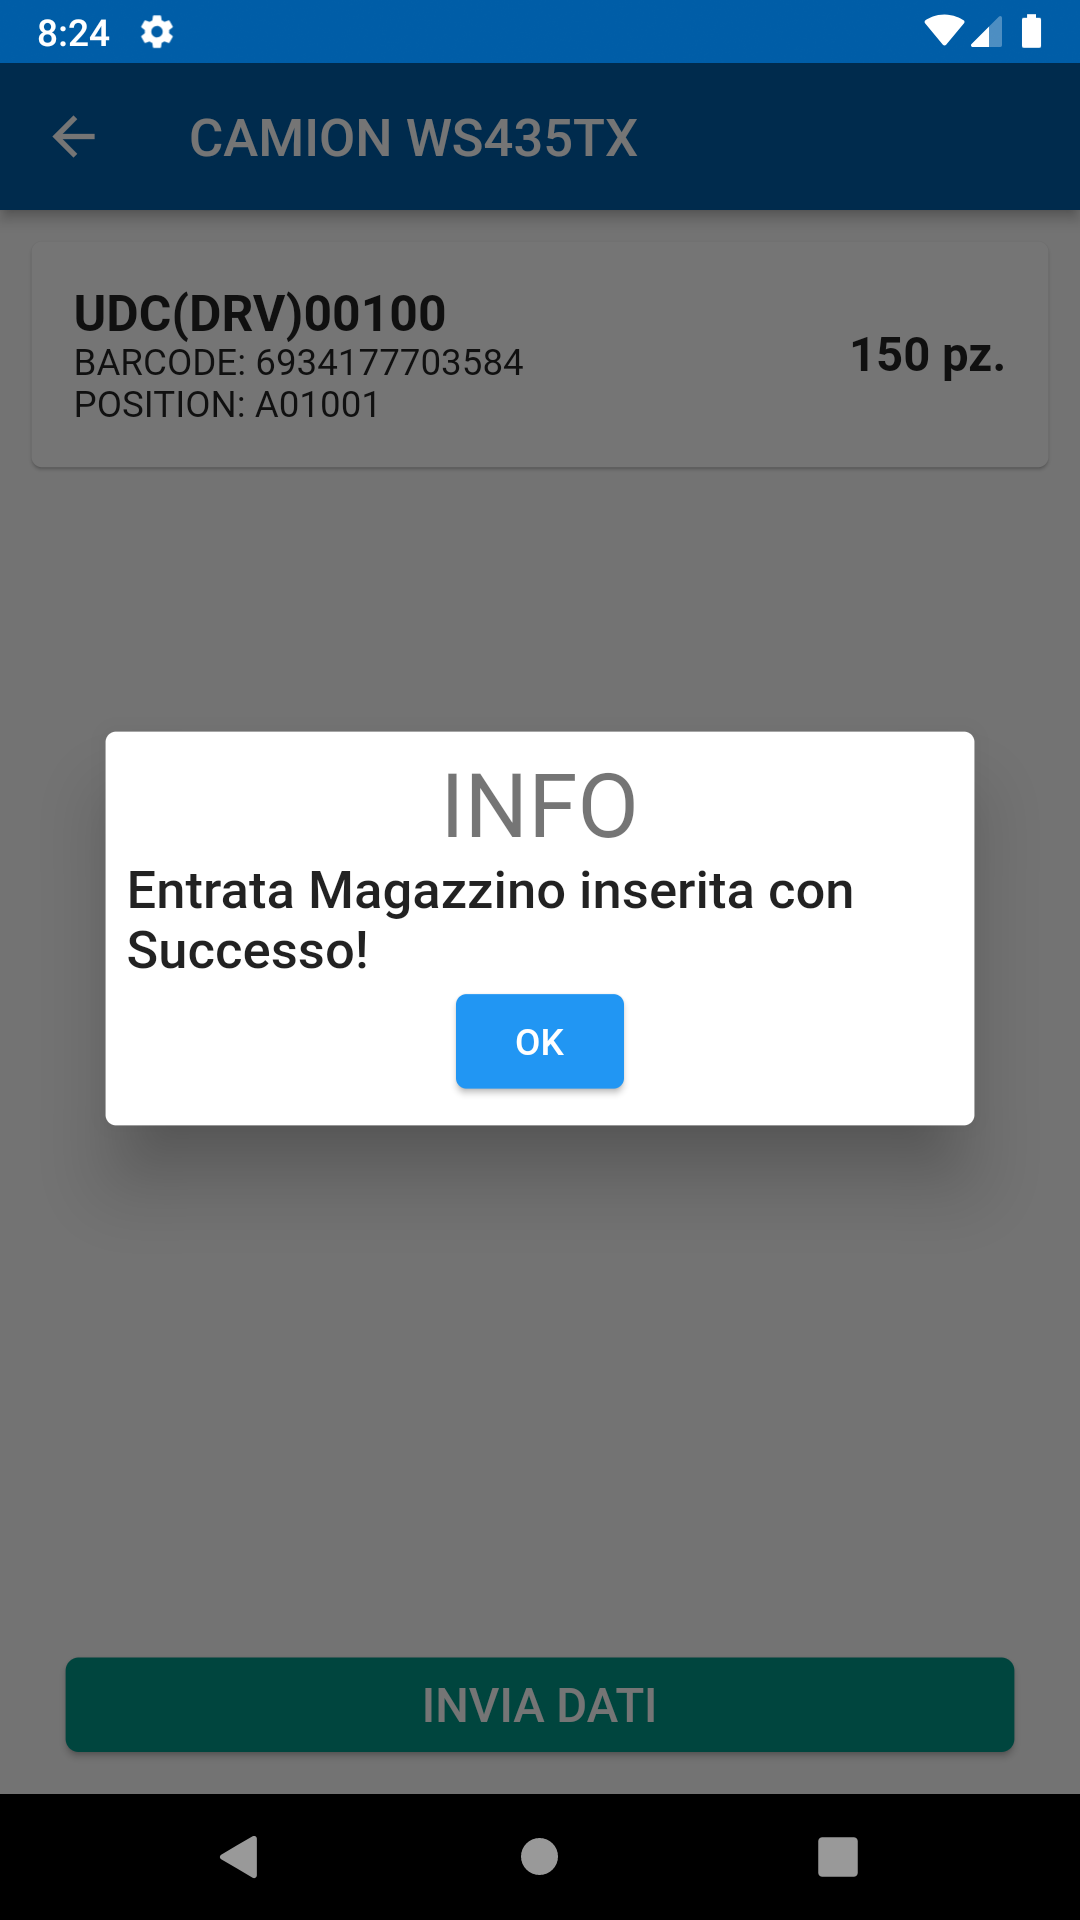 8:24
CAMION WS435TX
UDC(DRV)00100
BARCODE: 6934177703584
POSITION: A01001
150 pz.
INFO
Entrata Magazzino inserita con
Successo!
OK
INVIA DATI